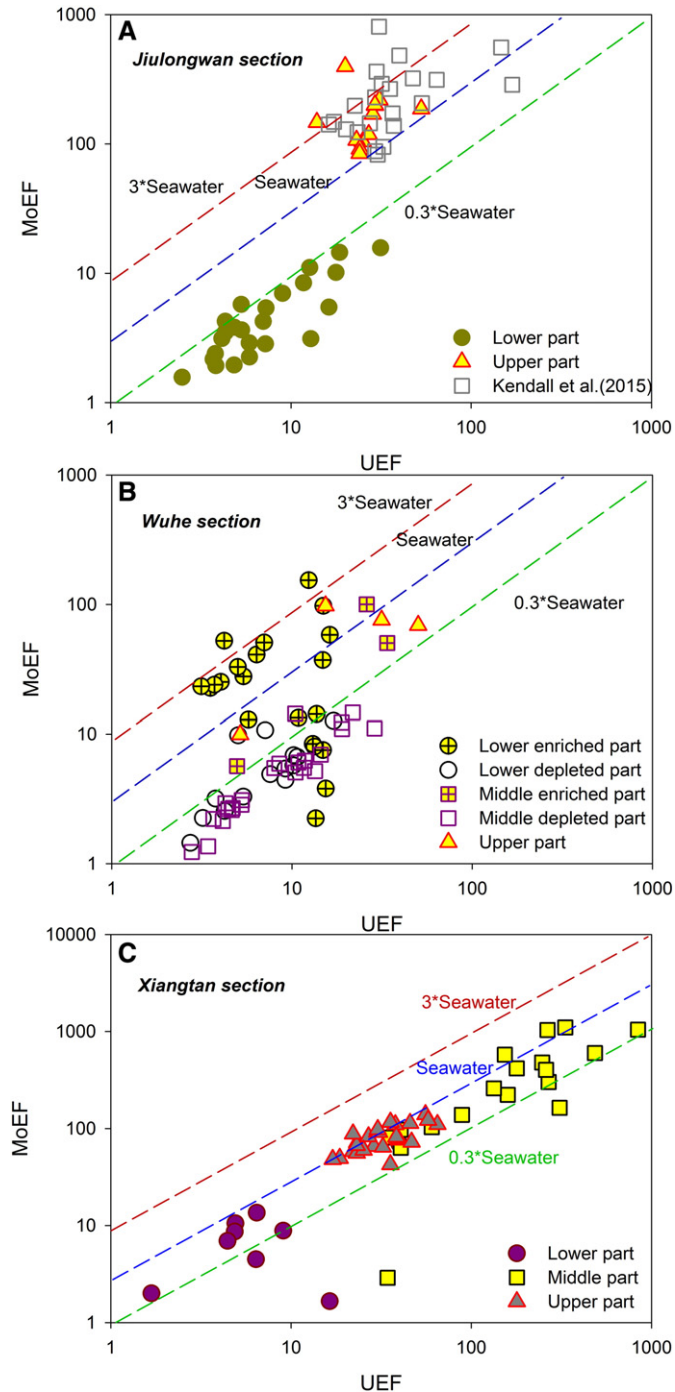 A
Jiulongwan section
1000
100
10
1
MoEF
3*Seawater
Seawater
0.3*Seawater
Lower part
Upper part
Kendall et al.(2015)
1
10
100
1000
UEF
B
Wuhe section
1000
100
10
1
MoEF
3*Seawater
Seawater
0.3*Seawater
Lower enriched part
Lower depleted part
Middle enriched part
Middle depleted part
Upper part
1
10
100
1000
UEF
C
Xiangtan section
10000
1000
100
10
1
MoEF
3*Seawater
Seawater
0.3*Seawater
Lower part
Middle part
Upper part
1
10
100
1000
UEF